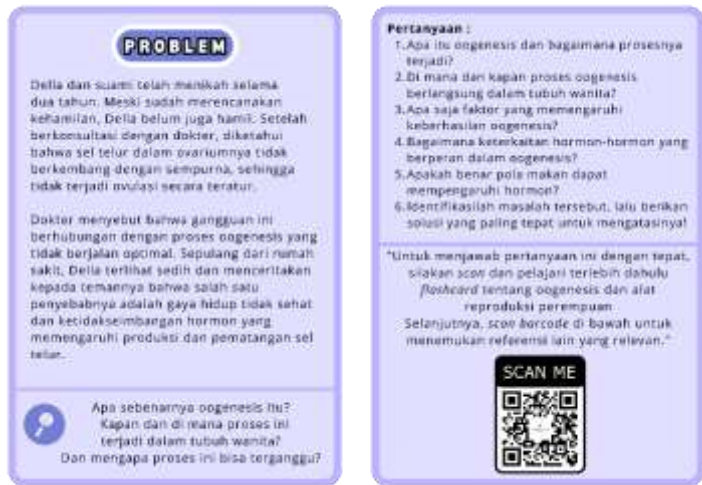 PROBLEM
Della dan suami telah menikah selama
dua tahun. Meski sudah merencanakan
kehamilan, Della belum juga hamil. Setelah
berkonsultasi dengan dokter, diketahui
bahwa sel telur dalam ovariumnya tidak
berkembang dengan sempurna, sehingga
tidak terjadi ovulasi secara teratur.
Dokter menyebut bahwa gangguan ini
berhubungan dengan proses oogenesis yang
tidak berjalan optimal. Sepulang dari rumah
sakit, Della terlihat sedih dan menceritakan
kepada temannya bahwa salah satu
penyebabnya adalah gaya hidup tidak sehat
dan ketidakseimbangan hormon yang
memengaruhi produksi dan pematangan sel
telur.
Apa sebenarnya oogenesis itu?
Kapan dan di mana proses ini
terjadi dalam tubuh wanita?
Dan mengapa proses ini bisa terganggu?
Pertanyaan :
1. Apa itu oogenesis dan bagaimana prosesnya
terjadi?
2. Di mana dan kapan proses oogenesis
berlangsung dalam tubuh wanita?
3. Apa saja faktor yang memengaruhi
keberhasilan oogenesis?
4. Bagaimana keterkaitan hormon-hormon yang
berperan dalam oogenesis?
5. Apakah benar pola makan dapat
mempengaruhi hormon?
6. Identifikasilah masalah tersebut, lalu berikan
solusi yang paling tepat untuk mengatasinya!
"Untuk menjawab pertanyaan ini dengan tepat,
silakan scan dan pelajari terlebih dahulu
flashcard tentang oogenesis dan alat
reproduksi perempuan
Selanjutnya, scan barcode di bawah untuk
menemukan referensi lain yang relevan."
SCAN ME